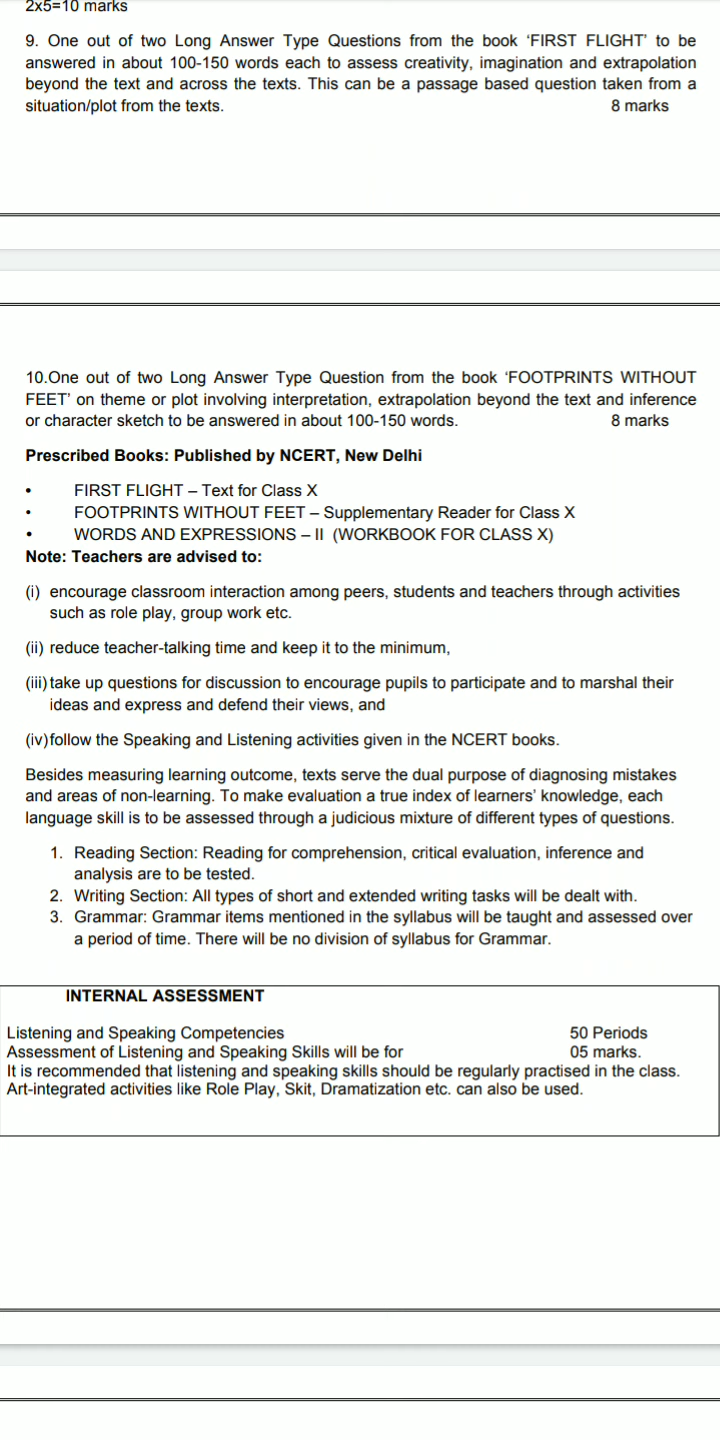 2x5=10 marks
9. One out of two Long Answer Type Questions from the book ‘FIRST FLIGHT’ to be
answered in about 100-150 words each to assess creativity, imagination and extrapolation
beyond the text and across the texts. This can be a passage based question taken from a
situation/plot from the texts. 8 marks
10.One out of two Long Answer Type Question from the book ‘FOOTPRINTS WITHOUT
FEET’ on theme or plot involving interpretation, extrapolation beyond the text and inference
or character sketch to be answered in about 100-150 words. 8 marks
Prescribed Books: Published by NCERT, New Delhi
• FIRST FLIGHT – Text for Class X
• FOOTPRINTS WITHOUT FEET – Supplementary Reader for Class X
• WORDS AND EXPRESSIONS – II (WORKBOOK FOR CLASS X)
Note: Teachers are advised to:
(i) encourage classroom interaction among peers, students and teachers through activities
such as role play, group work etc.
(ii) reduce teacher-talking time and keep it to the minimum,
(iii) take up questions for discussion to encourage pupils to participate and to marshal their
ideas and express and defend their views, and
(iv)follow the Speaking and Listening activities given in the NCERT books.
Besides measuring learning outcome, texts serve the dual purpose of diagnosing mistakes
and areas of non-learning. To make evaluation a true index of learners’ knowledge, each
language skill is to be assessed through a judicious mixture of different types of questions.
1. Reading Section: Reading for comprehension, critical evaluation, inference and
analysis are to be tested.
2. Writing Section: All types of short and extended writing tasks will be dealt with.
3. Grammar: Grammar items mentioned in the syllabus will be taught and assessed over
a period of time. There will be no division of syllabus for Grammar.
INTERNAL ASSESSMENT
Listening and Speaking Competencies 50 Periods
Assessment of Listening and Speaking Skills will be for 05 marks.
It is recommended that listening and speaking skills should be regularly practised in the class.
Art-integrated activities like Role Play, Skit, Dramatization etc. can also be used.